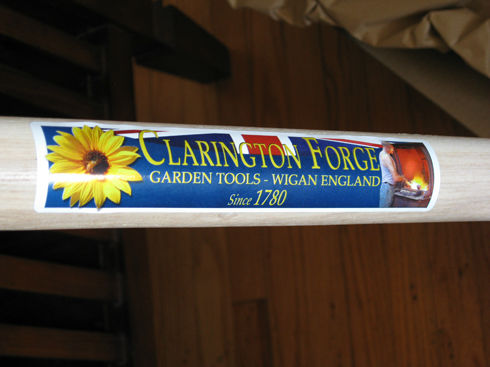 CLARINGTON FORGE
GARDEN TOOLS - WIGAN ENGLAND
Since 1780